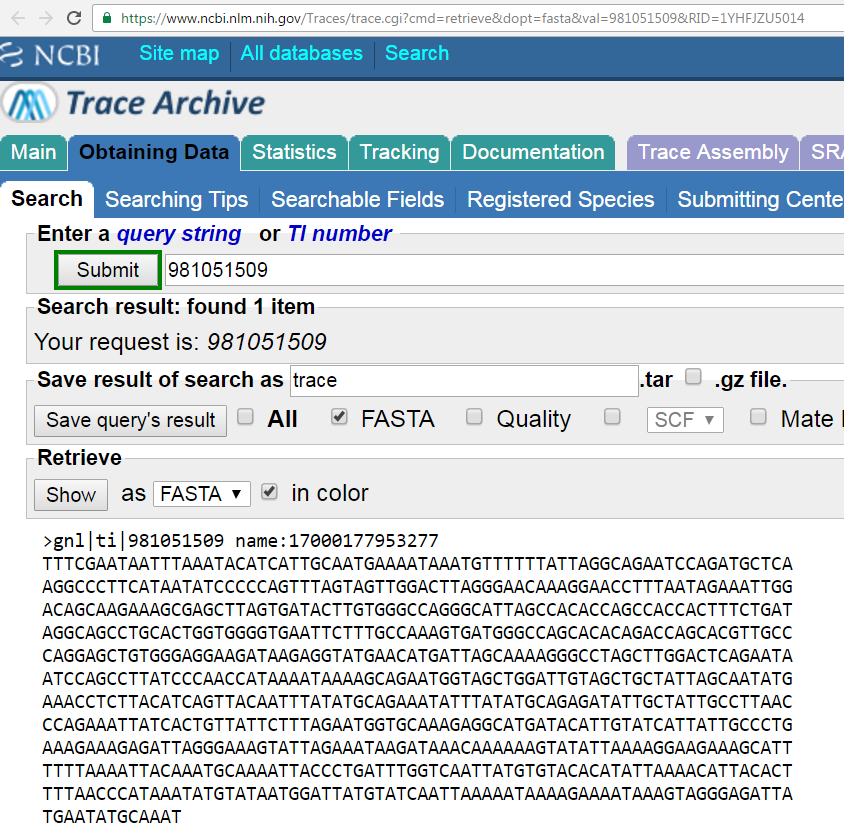 https://www.ncbi.nlm.nih.gov/Traces/trace.cgi?cmd=retrieve&dopt=fasta&val=981051509&RID=1YHFJZU5014
NCBI Site map All databases Search
Trace Archive
Main Obtaining Data Statistics Tracking Documentation Trace Assembly SRA
Search Searching Tips Searchable Fields Registered Species Submitting Cente
Enter a query string or TI number
Submit 981051509
Search result: found 1 item
Your request is: 981051509
Save result of search as trace .tar .gz file.
Save query's result All FASTA Quality SCF ▼ Mate
Retrieve
Show as FASTA ▼ in color
>gnl|ti|981051509 name:17000177953277
TTTCGAATAATTTAAATACATCATTGCAATGAAAATAAATGTTTTTTATTAGGCAGAATCCAGATGCTCA
AGGCCCTTCATAATATCCCCCAGTTTAGTAGTTGGACTTAGGGAACAAAGGAACCTTTAATAGAAATTGG
ACAGCAAGAAAGCGAGCTTAGTGATACTTGTGGGCCAGGGCATTAGCCACACCAGCCACCACTTTCTGAT
AGGCAGCCTGCACTGGTGGGGTGAATTCTTTGCCAAAGTGATGGGCCAGCACACAGACCAGCACGTTGCC
CAGGAGCTGTGGGAGGAAGATAAGAGGTATGAACATGATTAGCAAAAGGGCCTAGCTTGGACTCAGAATA
ATCCAGCCTTATCCCAACCATAAAATAAAAGCAGAATGGTAGCTGGATTGTAGCTGCTATTAGCAATATG
AAACCTCTTACATCAGTTACAATTTATATGCAGAAATATTTATATGCAGAGATATTGCTATTGCCTTAAC
CCAGAAATTATCACTGTTATTCTTTAGAATGGTGCAAAGAGGCATGATACATTGTATCATTATTGCCCTG
AAAGAAAGAGATTAGGGAAAGTATTAGAAATAAGATAAACAAAAAAGTATATTAAAAGGAAGAAAGCATT
TTTTAAAATTACAAATGCAAAATTACCCTGATTTGGTCAATTATGTGTACACATATTAAAACATTACACT
TTTAACCCATAAATATGTATAATGGATTATGTATCAATTAAAAATAAAAGAAAATAAAGTAGGGAGATTA
TGAATATGCAAAT